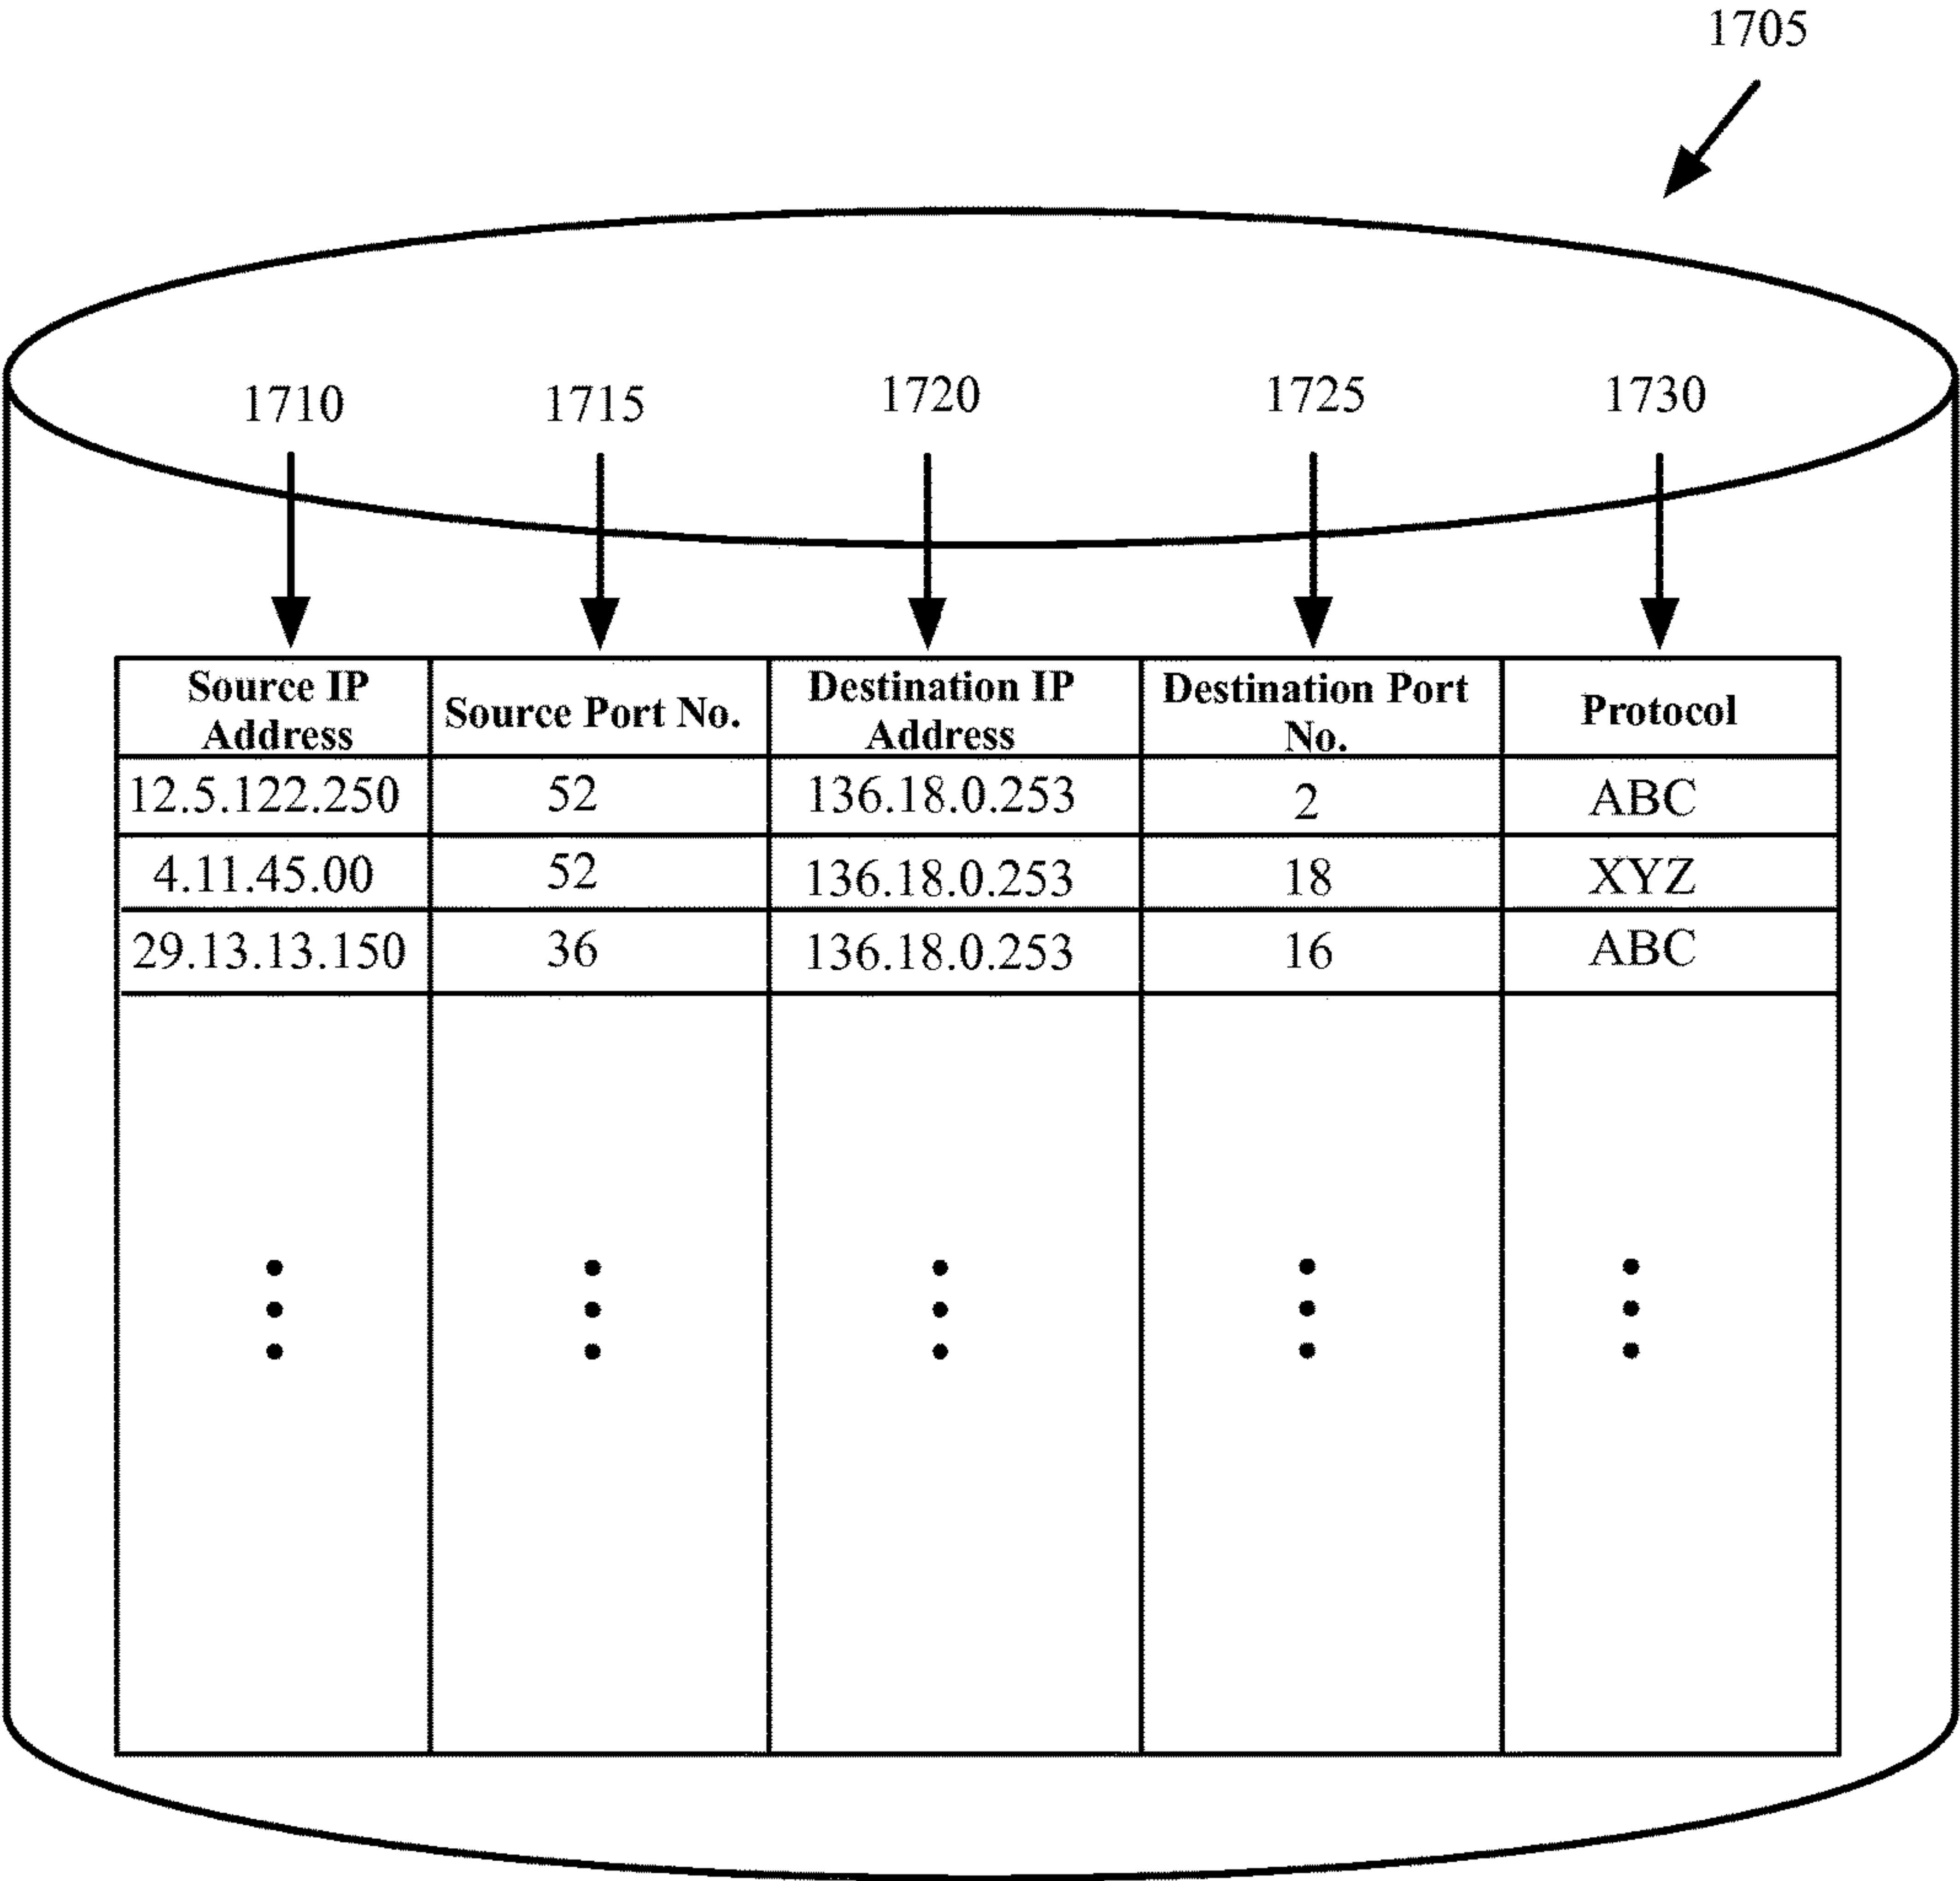 1705
1710 1715 1720 1725 1730
Source IP Address Source Port No. Destination IP Address Destination Port No. Protocol
12.5.122.250 52 136.18.0.253 2 ABC
4.11.45.00 52 136.18.0.253 18 XYZ
29.13.13.150 36 136.18.0.253 16 ABC